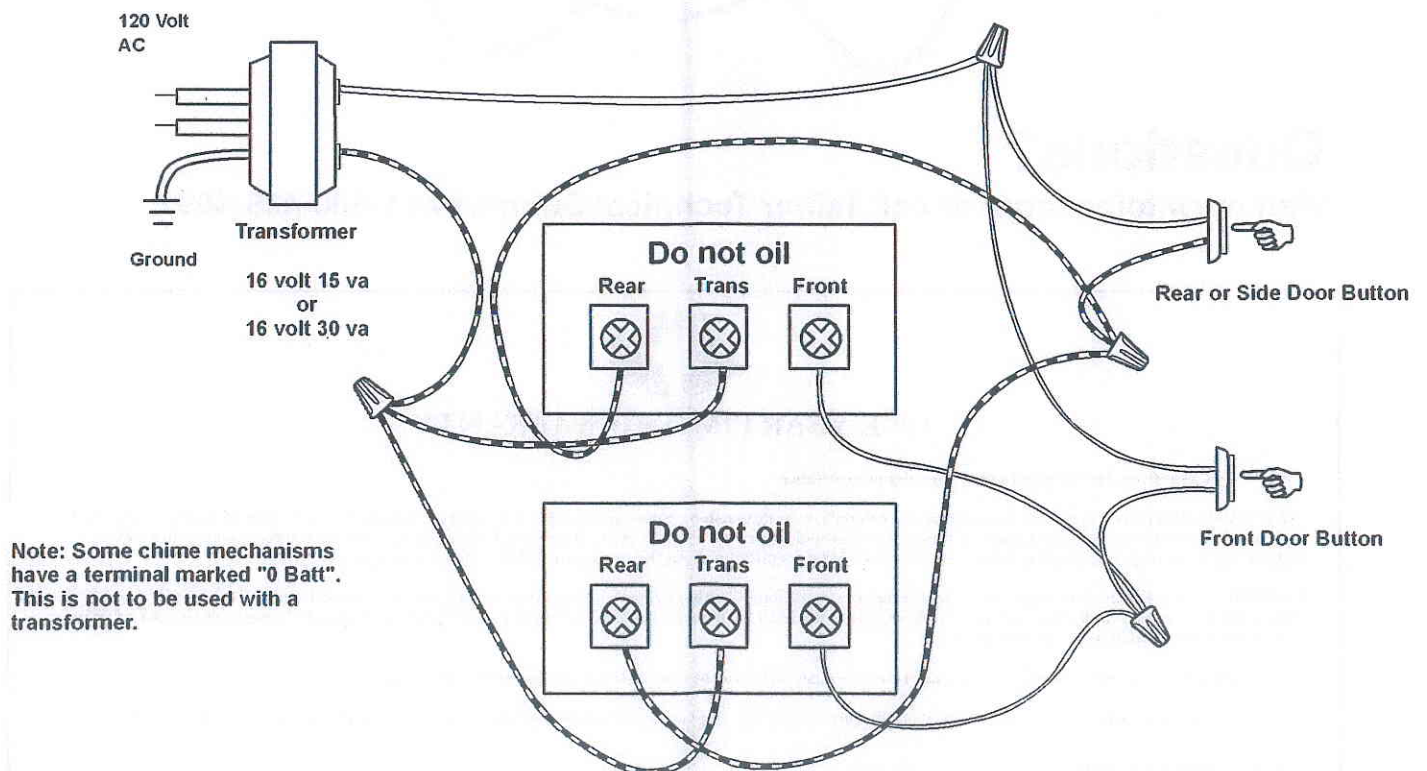 120 Volt
AC
Transformer
Ground
16 volt 15 va
or
16 volt 30 va
Do not oil
Rear Trans Front
Rear or Side Door Button
Do not oil
Rear Trans Front
Front Door Button
Note: Some chime mechanisms
have a terminal marked "0 Batt".
This is not to be used with a
transformer.